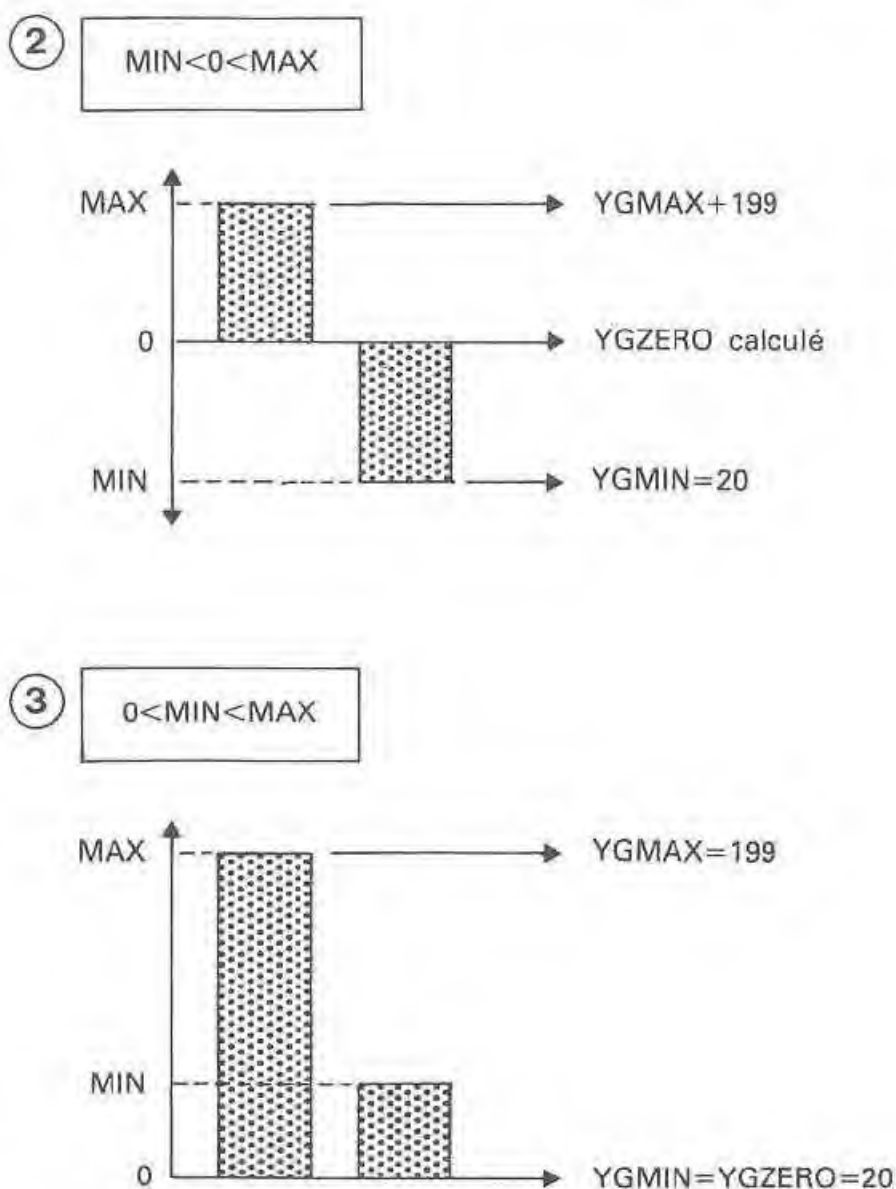 2
MIN<0<MAX
MAX YGMAX+199
0 YGZERO calculé
MIN YGMIN=20
3
0<MIN<MAX
MAX YGMAX=199
MIN
0 YGMIN=YGZERO=20